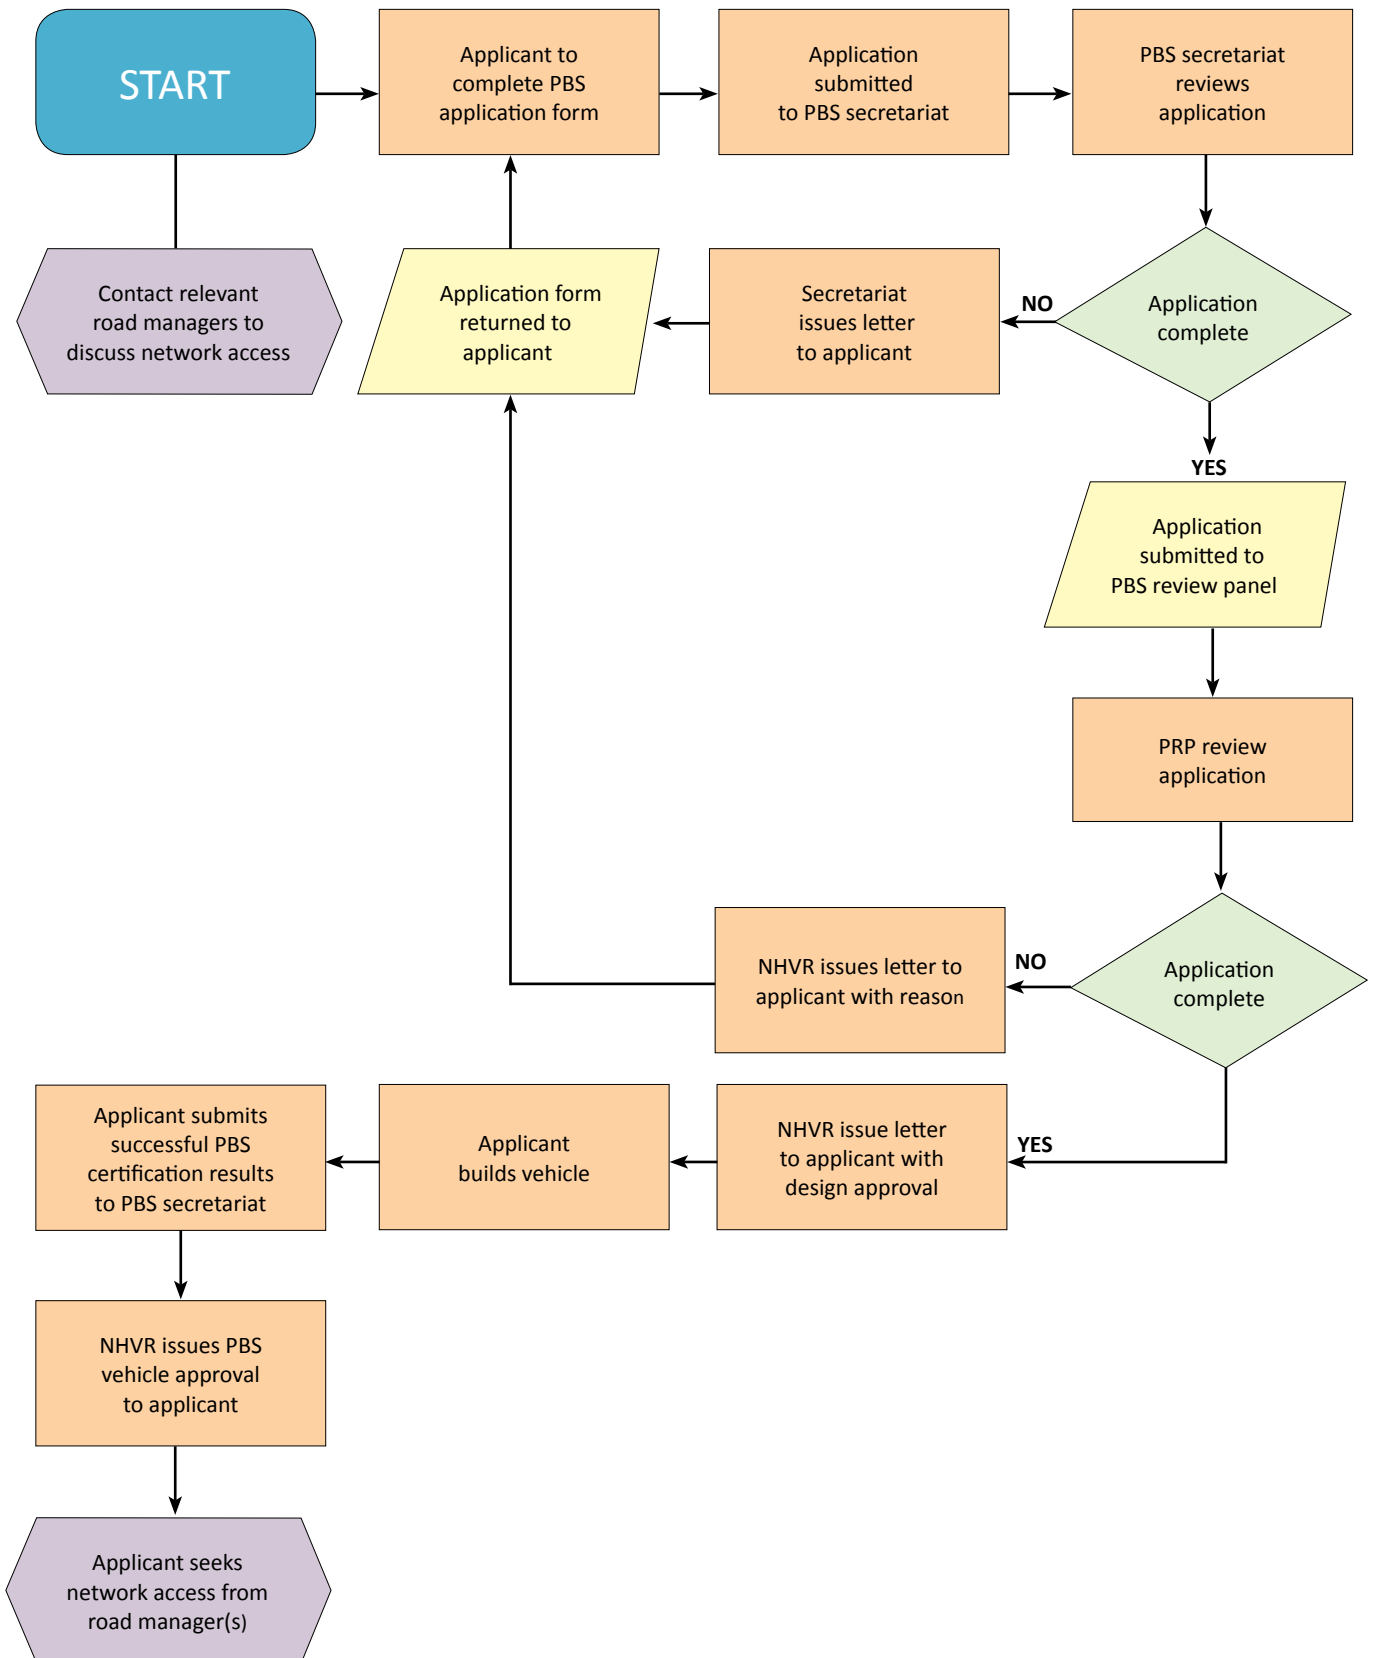 START
Applicant to
complete PBS
application form
Application
submitted
to PBS secretariat
PBS secretariat
reviews
application
Contact relevant
road managers to
discuss network access
Application form
returned to
applicant
Secretariat
issues letter
to applicant
NO
Application
complete
YES
Application
submitted to
PBS review panel
PRP review
application
NHVR issues letter to
applicant with reason
NO
Application
complete
Applicant submits
successful PBS
certification results
to PBS secretariat
Applicant
builds vehicle
NHVR issue letter
to applicant with
design approval
YES
NHVR issues PBS
vehicle approval
to applicant
Applicant seeks
network access from
road manager(s)